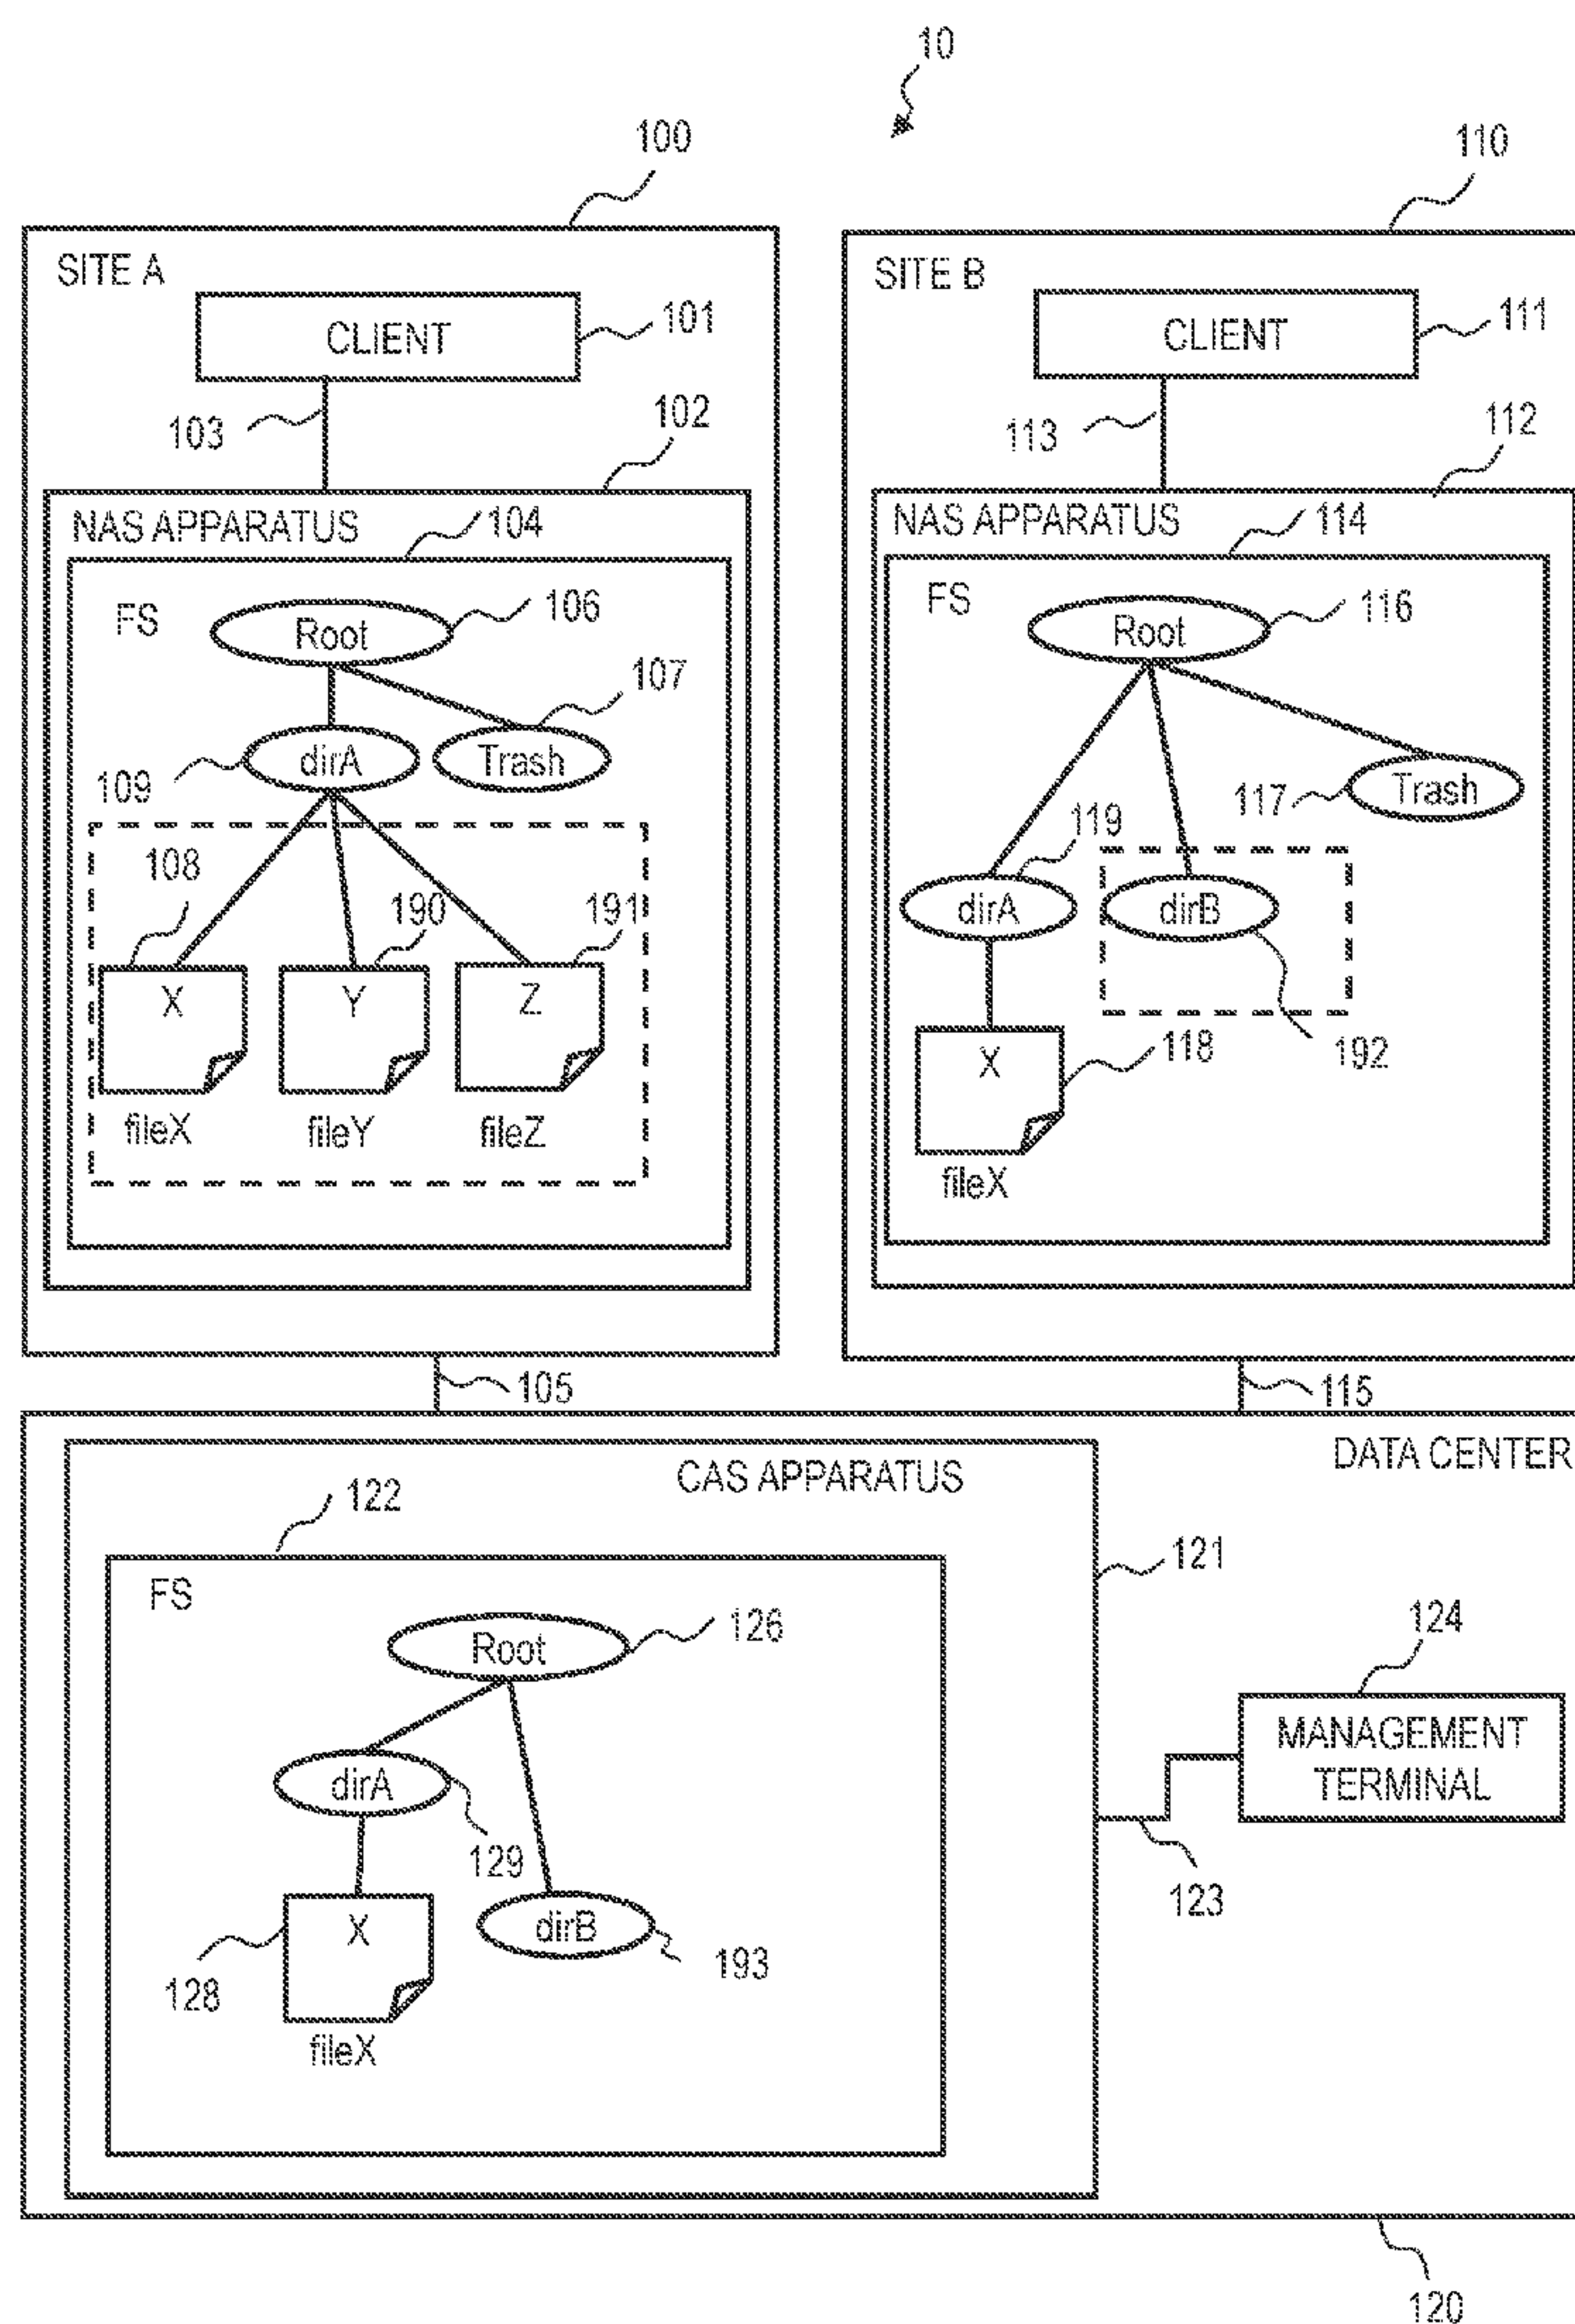 10
100
110
SITE A
CLIENT
101
103
102
NAS APPARATUS
104
FS
Root
106
107
dirA
Trash
109
108
190
191
X
Y
Z
fileX
fileY
fileZ
105
SITE B
CLIENT
111
113
112
NAS APPARATUS
114
FS
Root
116
Trash
117
119
dirA
dirB
X
118
192
fileX
115
DATA CENTER
CAS APPARATUS
122
121
FS
Root
126
124
MANAGEMENT
TERMINAL
dirA
129
123
X
dirB
128
193
fileX
120